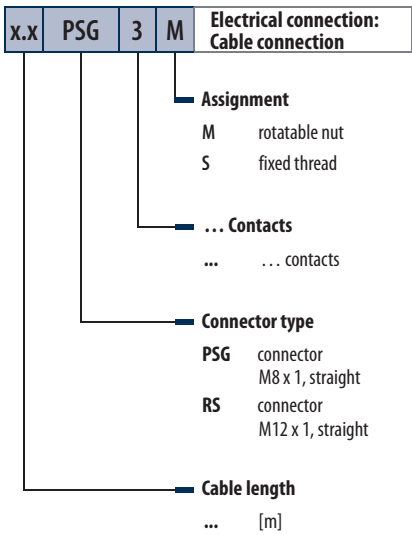 x.x PSG 3 M Electrical connection:
Cable connection
Assignment
M rotatable nut
S fixed thread
... Contacts
... ... contacts
Connector type
PSG connector
M8 x 1, straight
RS connector
M12 x 1, straight
Cable length
... [m]